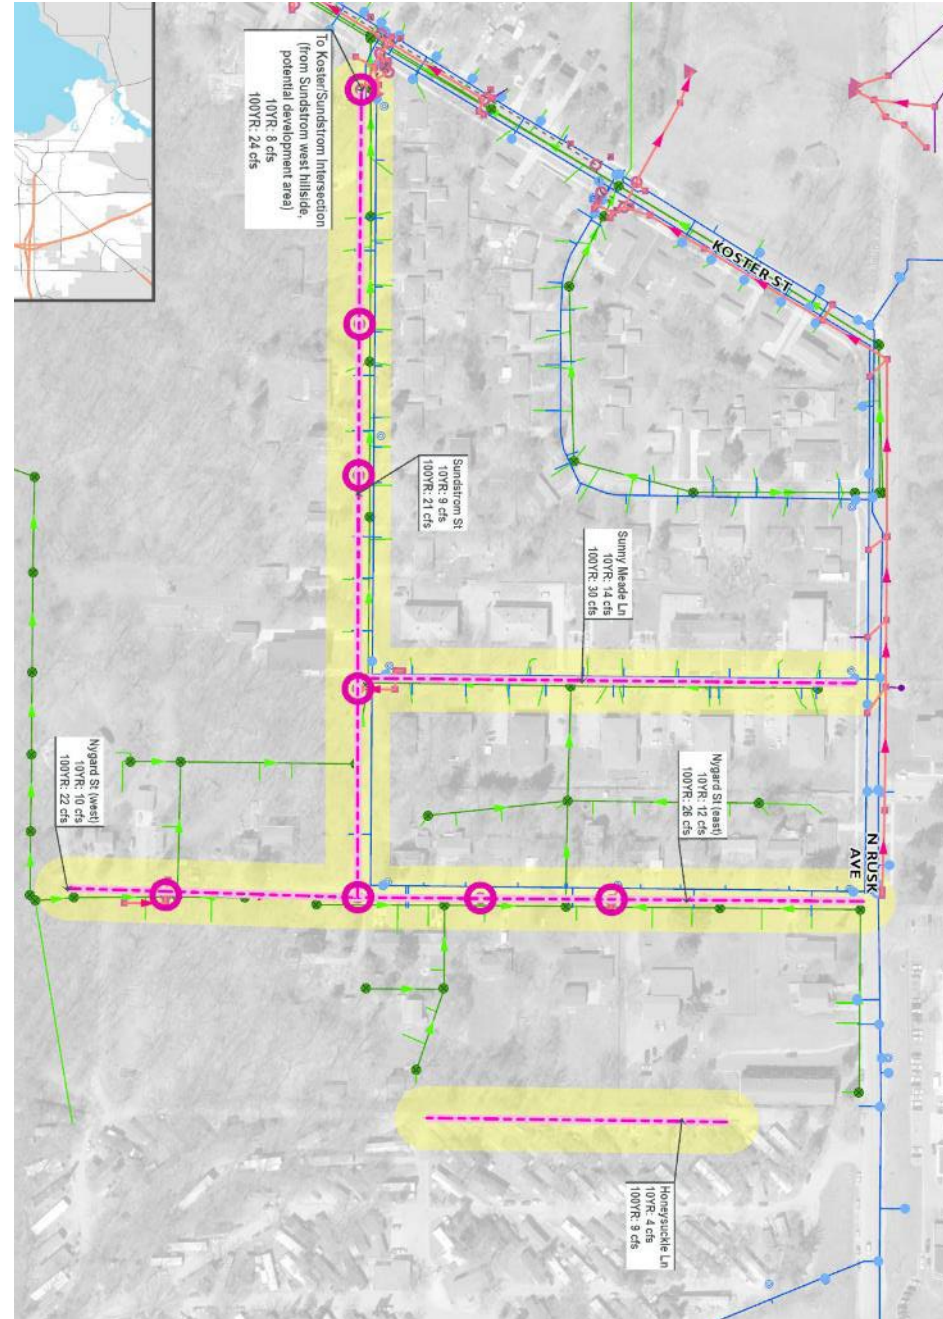 To Koster/Sundstrom Intersection
(from Sundstrom west hillside,
potential development area)
10YR: 8 cfs
100YR: 24 cfs
KOSTER ST
Sundstrom St
10YR: 9 cfs
100YR: 21 cfs
Sunny Meade Ln
10YR: 14 cfs
100YR: 30 cfs
Nygard St (west)
10YR: 10 cfs
100YR: 22 cfs
Nygard St (east)
10YR: 12 cfs
100YR: 26 cfs
N RUSK
AVE
Honeysuckle Ln
10YR: 4 cfs
100YR: 9 cfs